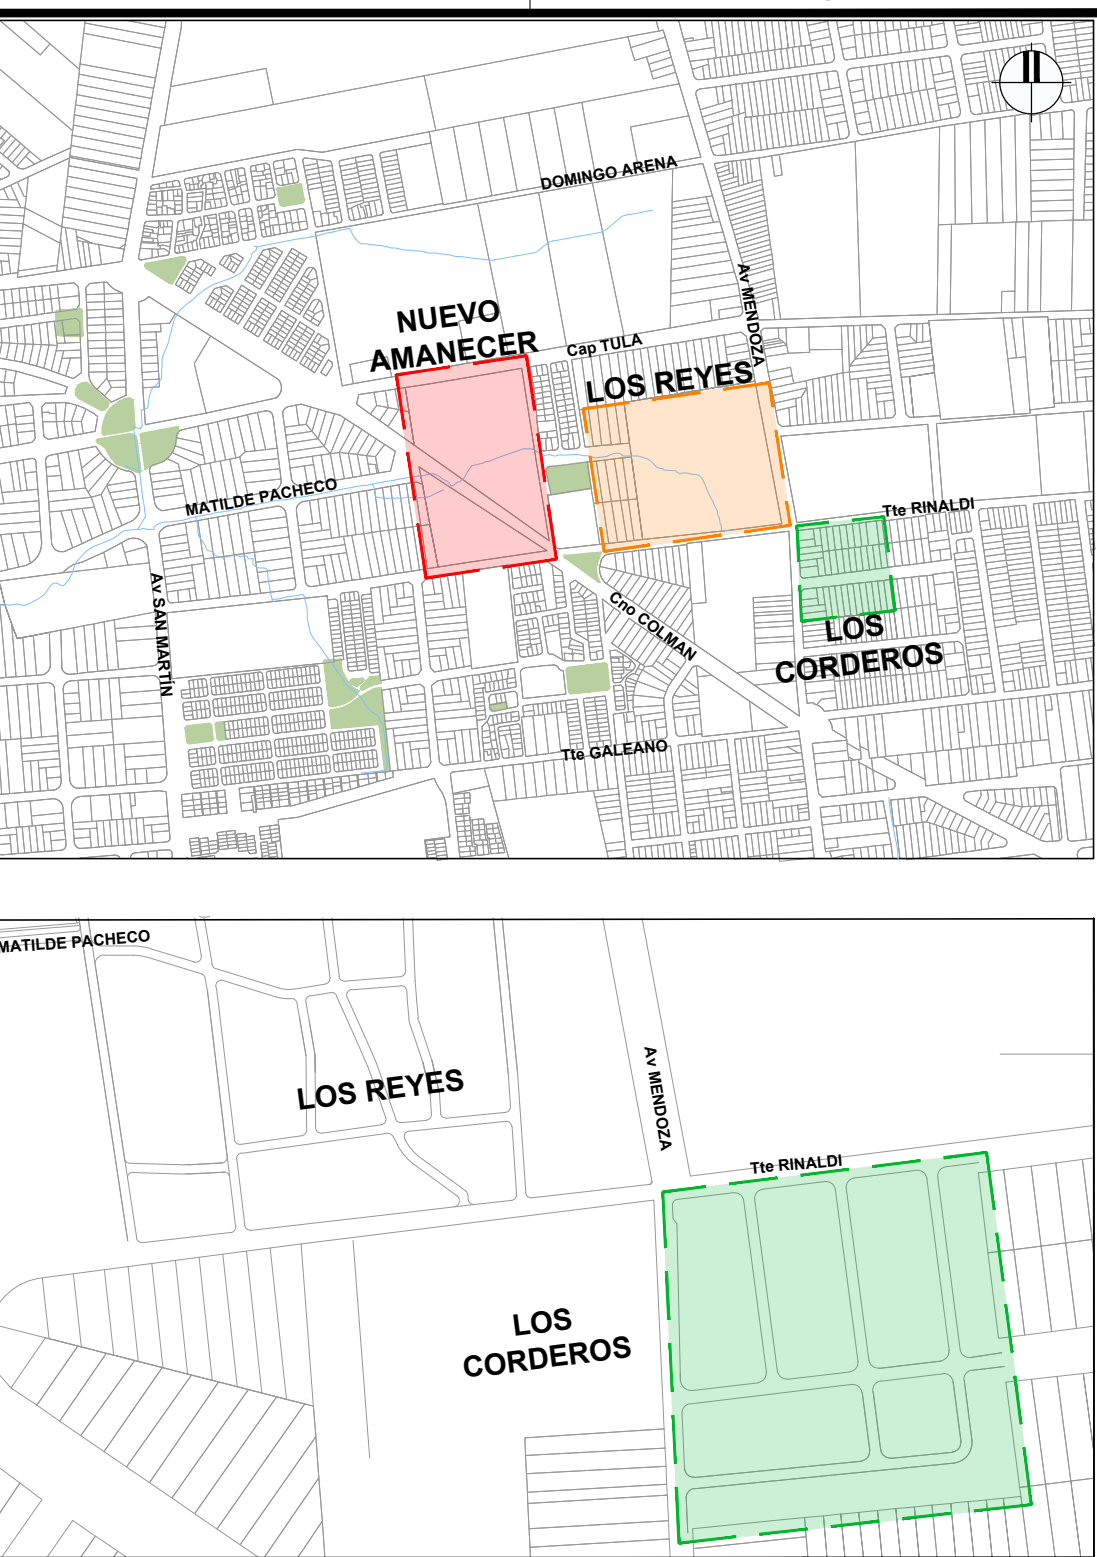 DOMINGO ARENA
Av MENDOZA
NUEVO
AMANECER
Cap TULA
LOS REYES
MATILDE PACHECO
Tte RINALDI
Av SAN MARTÍN
Cno COLMAN
LOS
CORDEROS
Tte GALEANO
MATILDE PACHECO
LOS REYES
Av MENDOZA
Tte RINALDI
LOS
CORDEROS